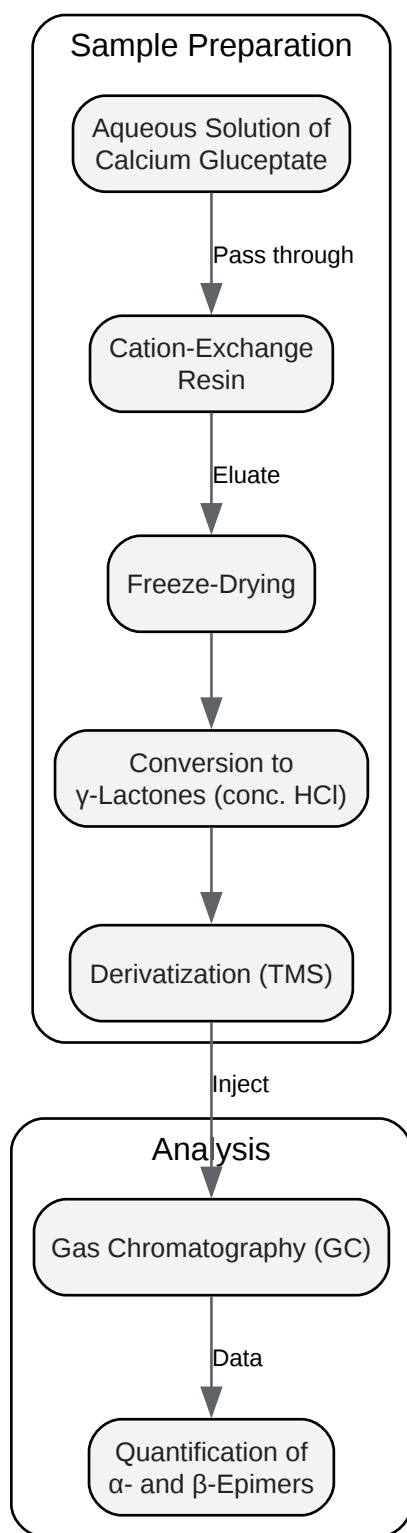 Sample Preparation
Aqueous Solution of
Calcium Gluceptate
Pass through
Cation-Exchange
Resin
Eluate
Freeze-Drying
Conversion to
γ-Lactones (conc. HCl)
Derivatization (TMS)
Inject
Analysis
Gas Chromatography (GC)
Data
Quantification of
α- and β-Epimers